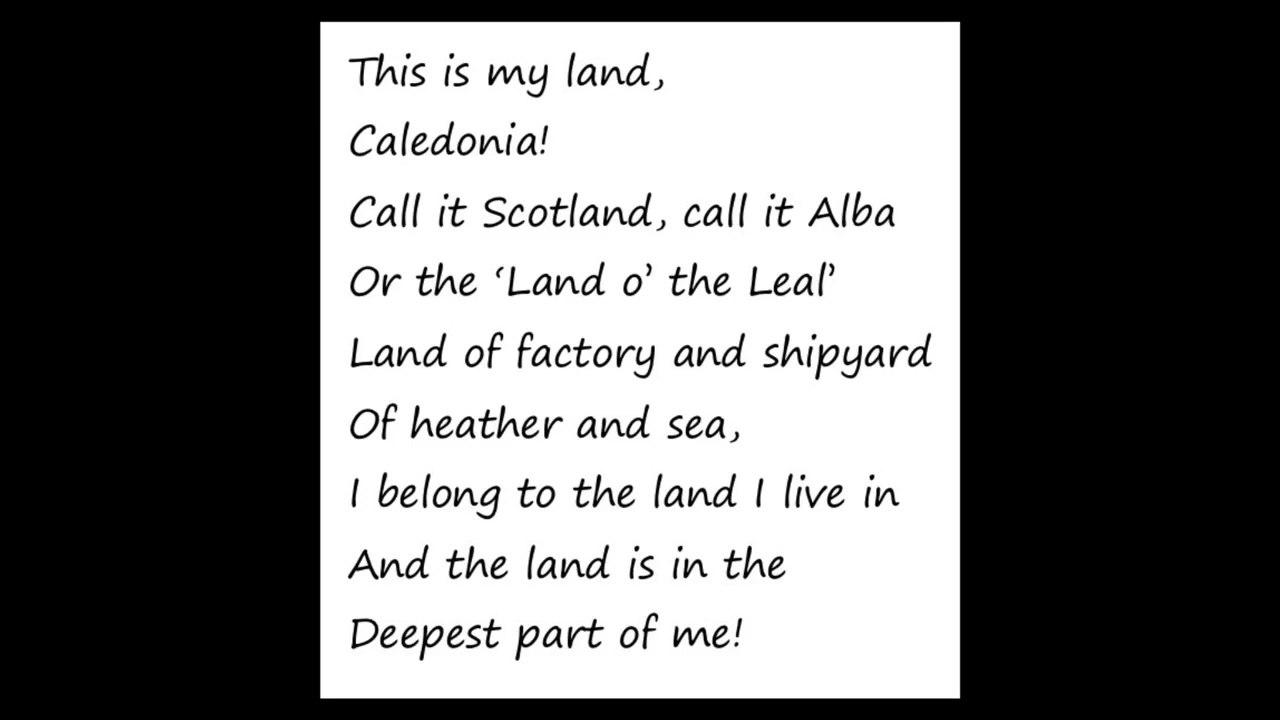 This is my land,
Caledonia!
Call it Scotland, call it Alba
Or the ‘Land o’ the Leal’
Land of factory and shipyard
Of heather and sea,
I belong to the land I live in
And the land is in the
Deepest part of me!